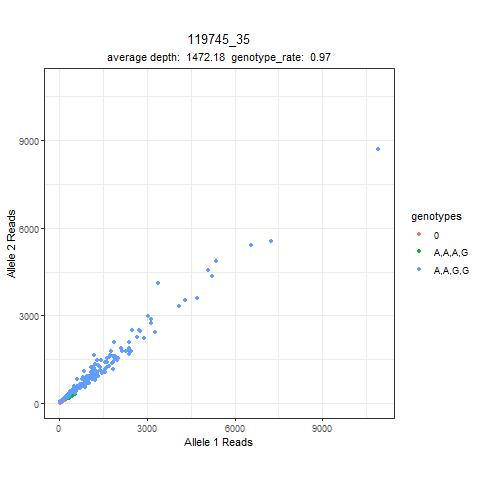 119745_35
average depth:  1472.18  genotype_rate:  0.97
9000
6000
3000
0
Allele 2 Reads
0
3000
6000
9000
Allele 1 Reads
genotypes
0
A,A,A,G
A,A,G,G